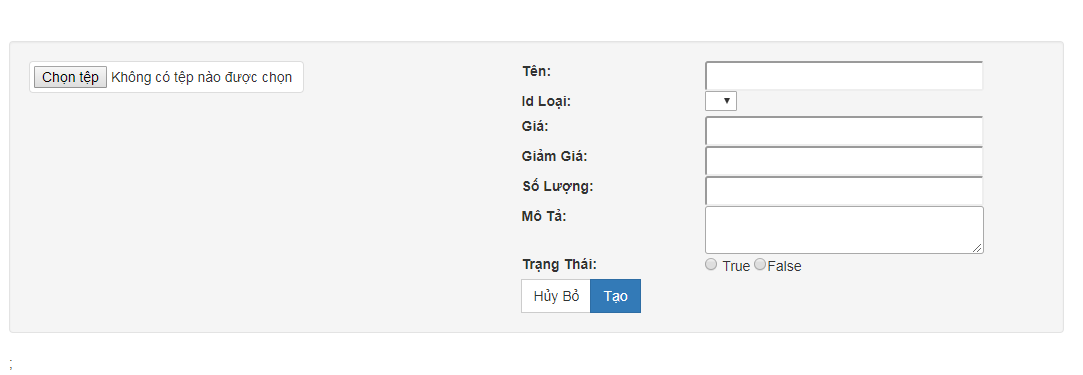 Chọn tệp Không có tệp nào được chọn
Tên:
Id Loại:
Giá:
Giảm Giá:
Số Lượng:
Mô Tả:
Trạng Thái: True False
Hủy Bỏ Tạo
;